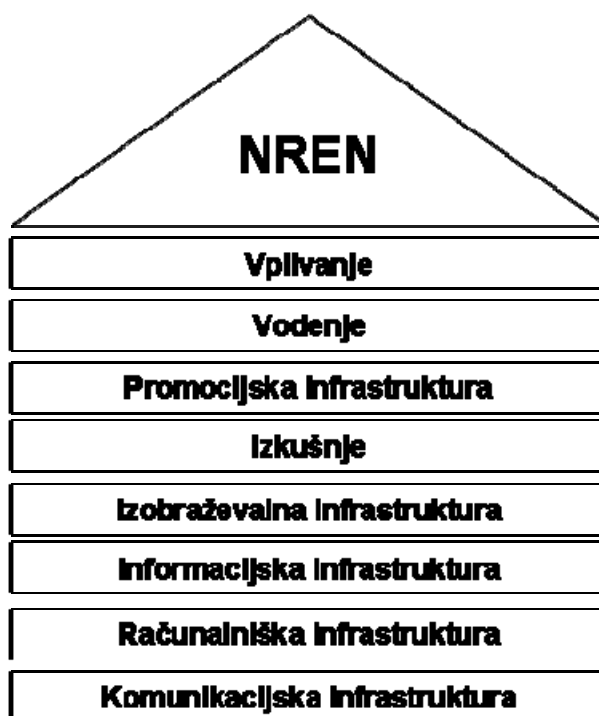 NREN
Vplivanje
Vodenje
Promocijska infrastruktura
Izkušnje
Izobraževalna infrastruktura
Informacijska infrastruktura
Računalniška infrastruktura
Komunikacijska infrastruktura